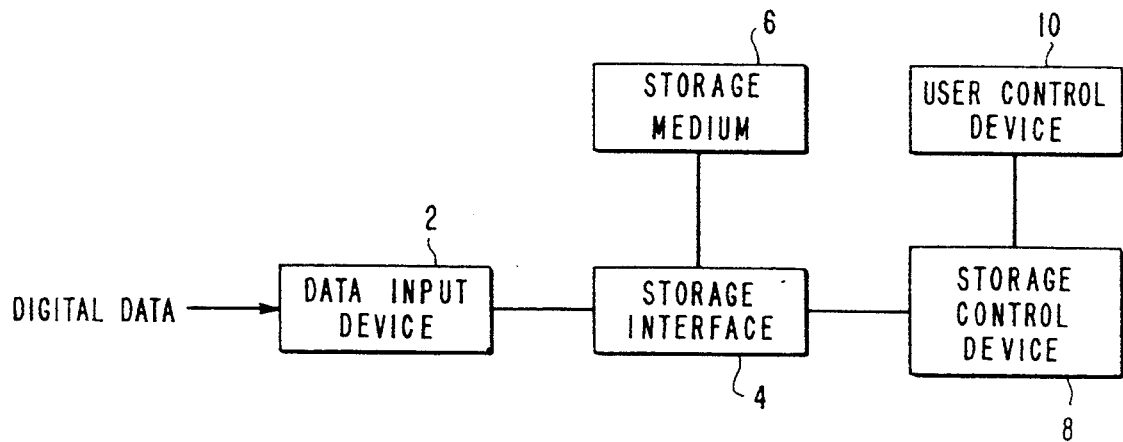 6
STORAGE
MEDIUM
10
USER CONTROL
DEVICE
2
DIGITAL DATA
DATA INPUT
DEVICE
STORAGE
INTERFACE
4
STORAGE
CONTROL
DEVICE
8